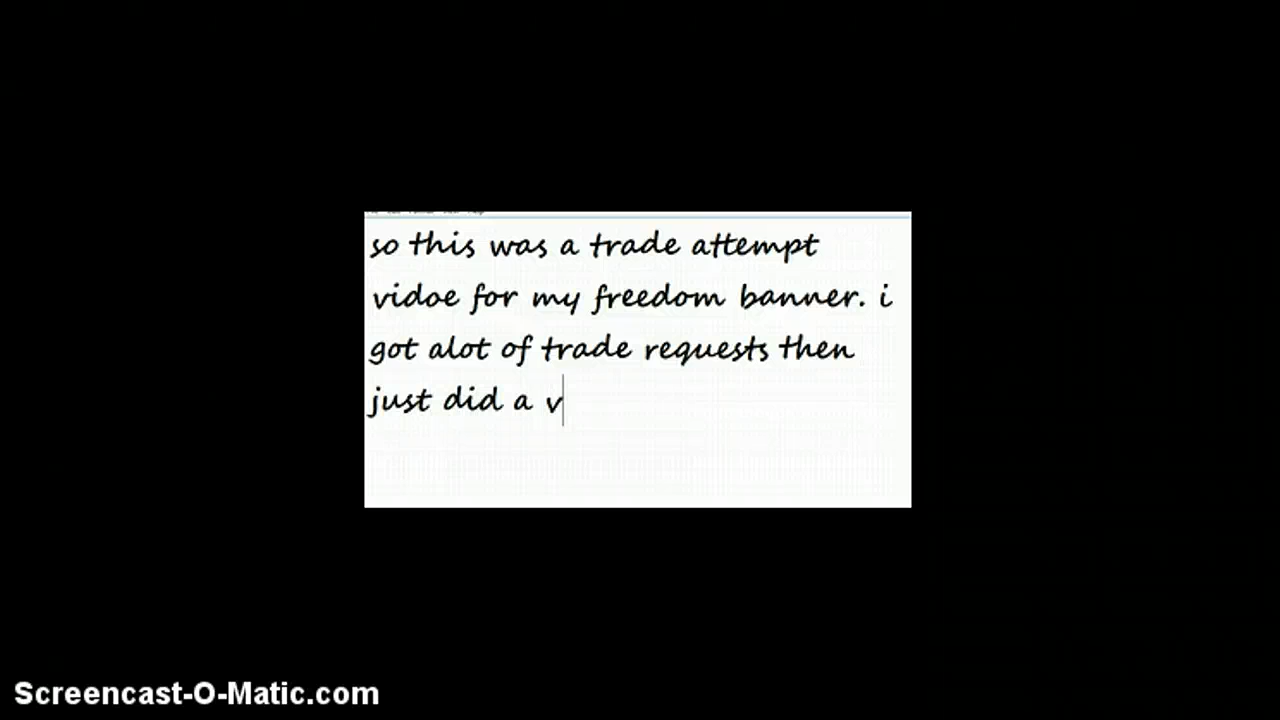 so this was a trade attempt
vidoe for my freedom banner. i
got alot of trade requests then
just did a v
Screencast-O-Matic.com